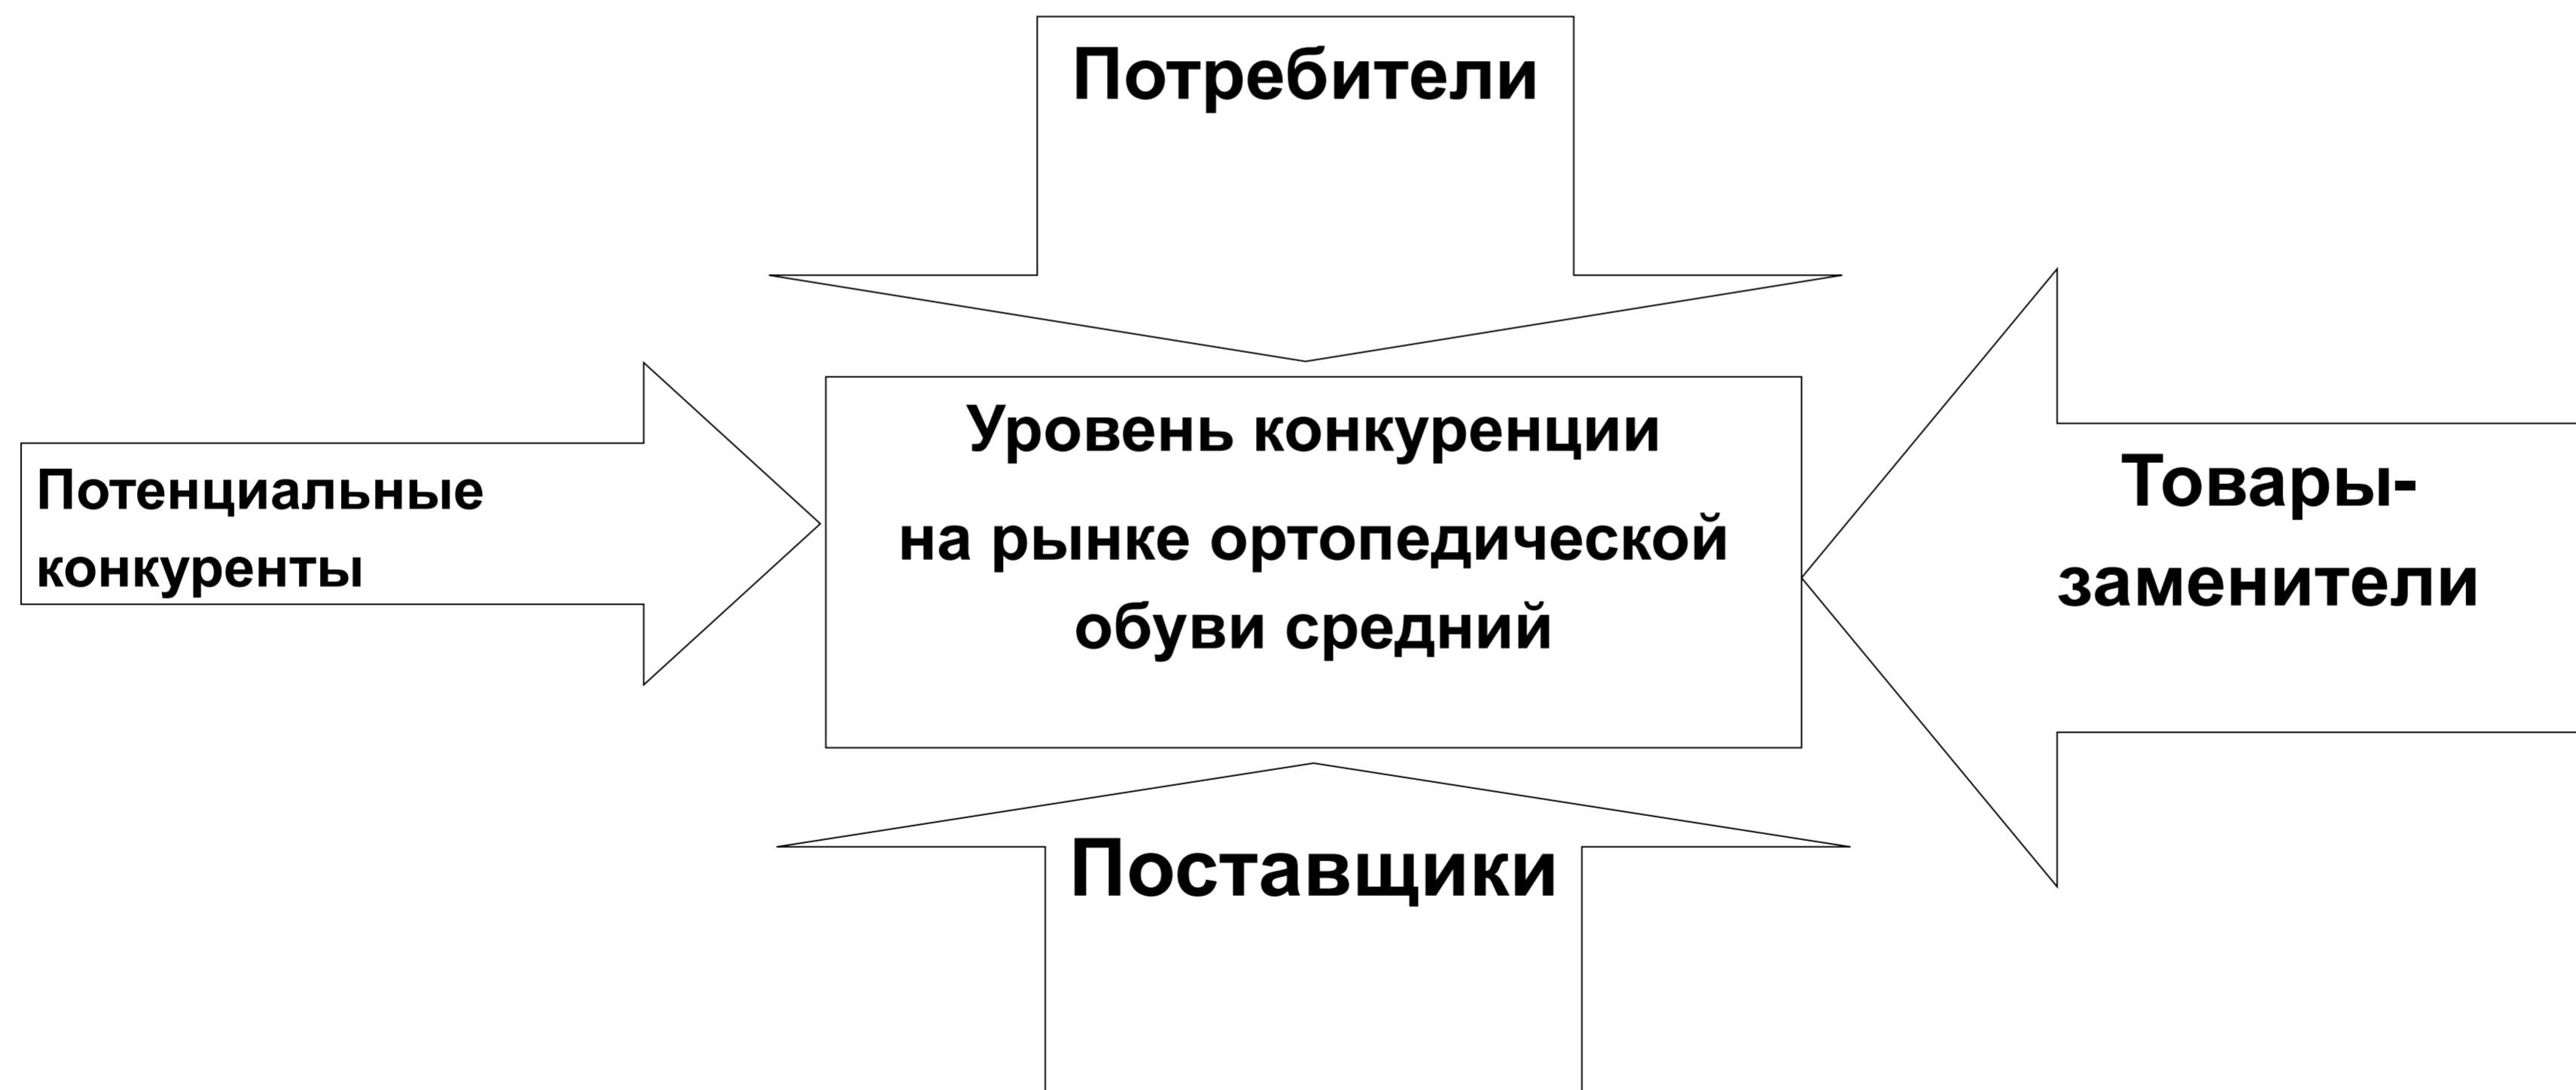 Потребители
Потенциальные
конкуренты
Уровень конкуренции
на рынке ортопедической
обуви средний
Товары-
заменители
Поставщики